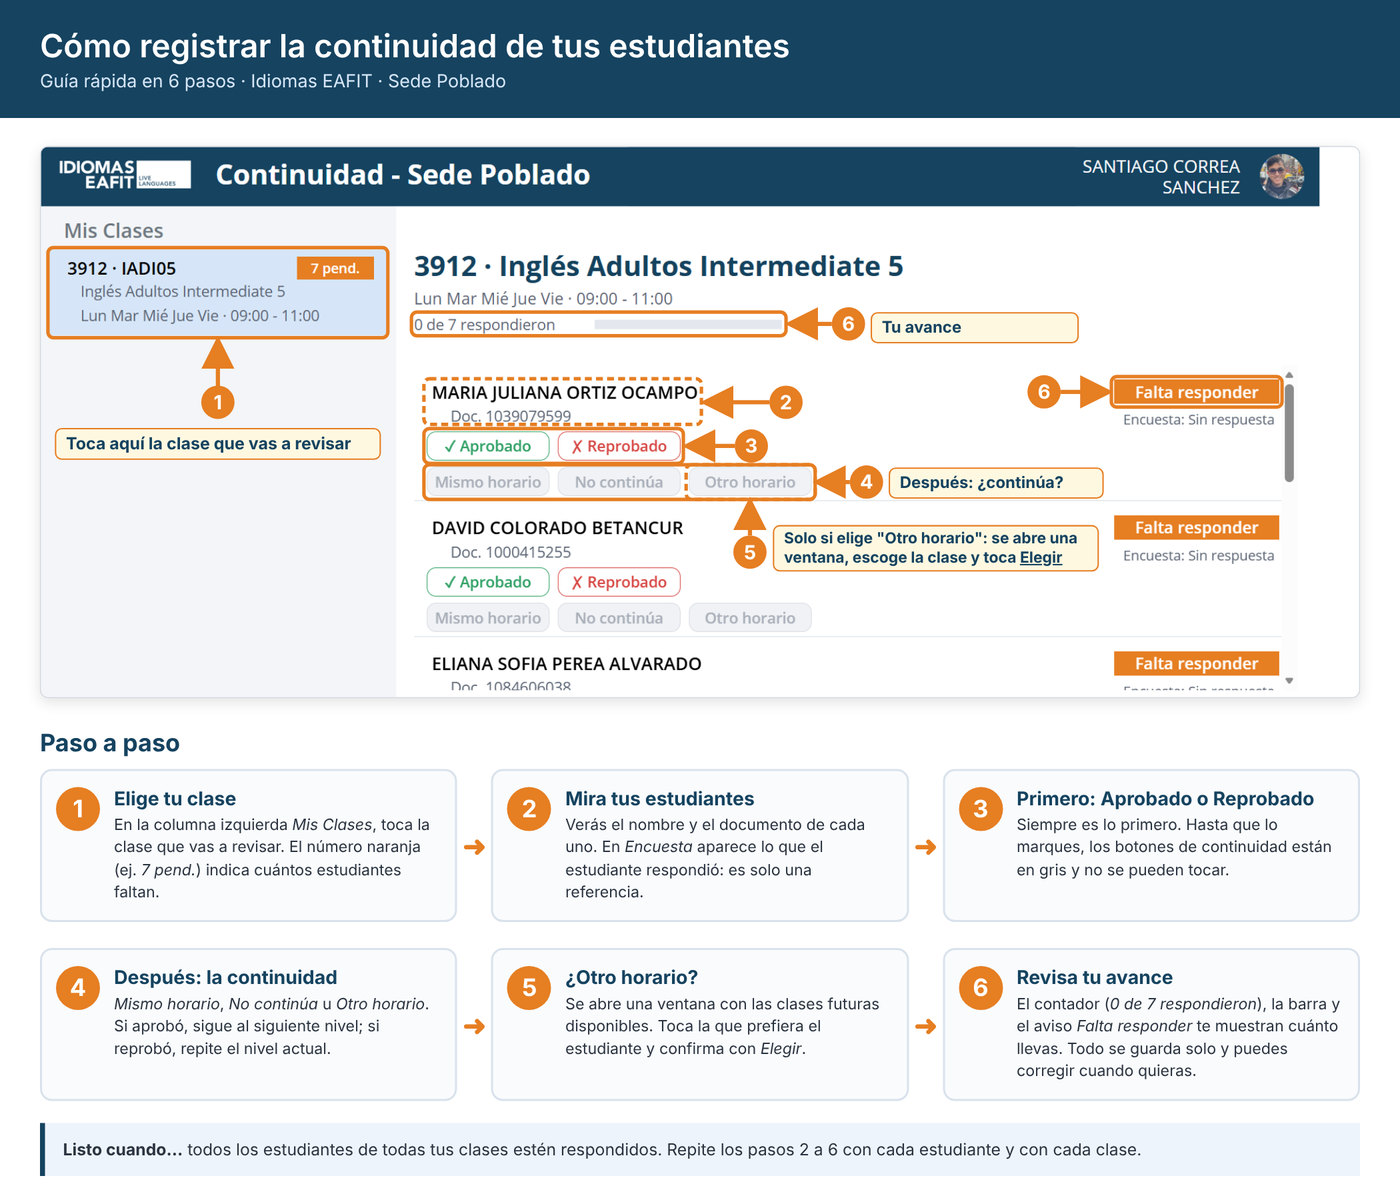 Cómo registrar la continuidad de tus estudiantes
Guía rápida en 6 pasos · Idiomas EAFIT · Sede Poblado
IDIOMAS EAFIT LIVE LANGUAGES
Continuidad - Sede Poblado
SANTIAGO CORREA
SANCHEZ
Mis Clases
3912 · IADI05 7 pend.
Inglés Adultos Intermediate 5
Lun Mar Mié Jue Vie · 09:00 - 11:00
1
Toca aquí la clase que vas a revisar
3912 · Inglés Adultos Intermediate 5
Lun Mar Mié Jue Vie · 09:00 - 11:00
0 de 7 respondieron 6 Tu avance
MARIA JULIANA ORTIZ OCAMPO 2 6 Falta responder
Doc. 1039079599 Encuesta: Sin respuesta
✓ Aprobado ✗ Reprobado 3
Mismo horario No continúa Otro horario 4 Después: ¿continúa?
DAVID COLORADO BETANCUR Falta responder
Doc. 1000415255 Encuesta: Sin respuesta
5 Solo si elige "Otro horario": se abre una
ventana, escoge la clase y toca Elegir
✓ Aprobado ✗ Reprobado
Mismo horario No continúa Otro horario
ELIANA SOFIA PEREA ALVARADO Falta responder
Doc. 1084606038 Encuesta: Sin respuesta
Paso a paso
1 Elige tu clase
En la columna izquierda Mis Clases, toca la
clase que vas a revisar. El número naranja
(ej. 7 pend.) indica cuántos estudiantes
faltan.
2 Mira tus estudiantes
Verás el nombre y el documento de cada
uno. En Encuesta aparece lo que el
estudiante respondió: es solo una
referencia.
3 Primero: Aprobado o Reprobado
Siempre es lo primero. Hasta que lo
marques, los botones de continuidad están
en gris y no se pueden tocar.
4 Después: la continuidad
Mismo horario, No continúa u Otro horario.
Si aprobó, sigue al siguiente nivel; si
reprobó, repite el nivel actual.
5 ¿Otro horario?
Se abre una ventana con las clases futuras
disponibles. Toca la que prefiera el
estudiante y confirma con Elegir.
6 Revisa tu avance
El contador (0 de 7 respondieron), la barra y
el aviso Falta responder te muestran cuánto
llevas. Todo se guarda solo y puedes
corregir cuando quieras.
Listo cuando... todos los estudiantes de todas tus clases estén respondidos. Repite los pasos 2 a 6 con cada estudiante y con cada clase.